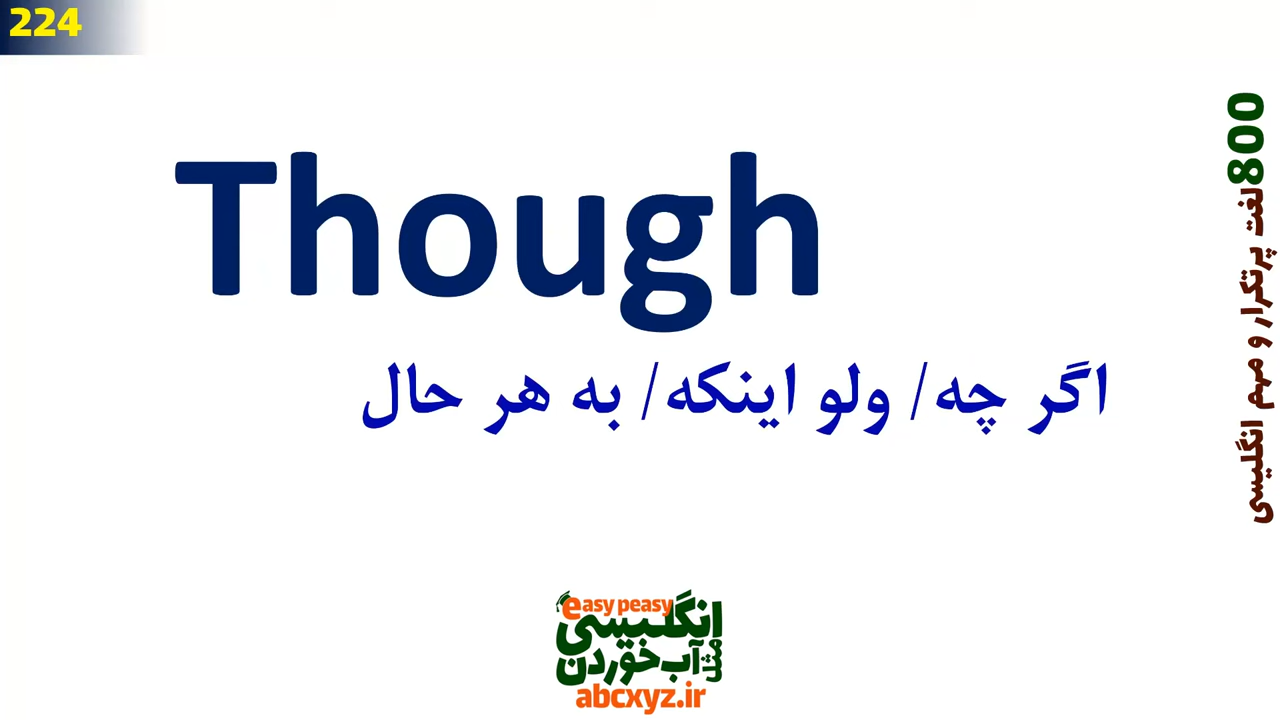 224
Though
اگر چه/ ولو اینکه/ به هر حال
800 لغت پرتکرار و مهم انگلیسی
easy peasy
انگلیسی
مثل آب خوردن
abcxyz.ir